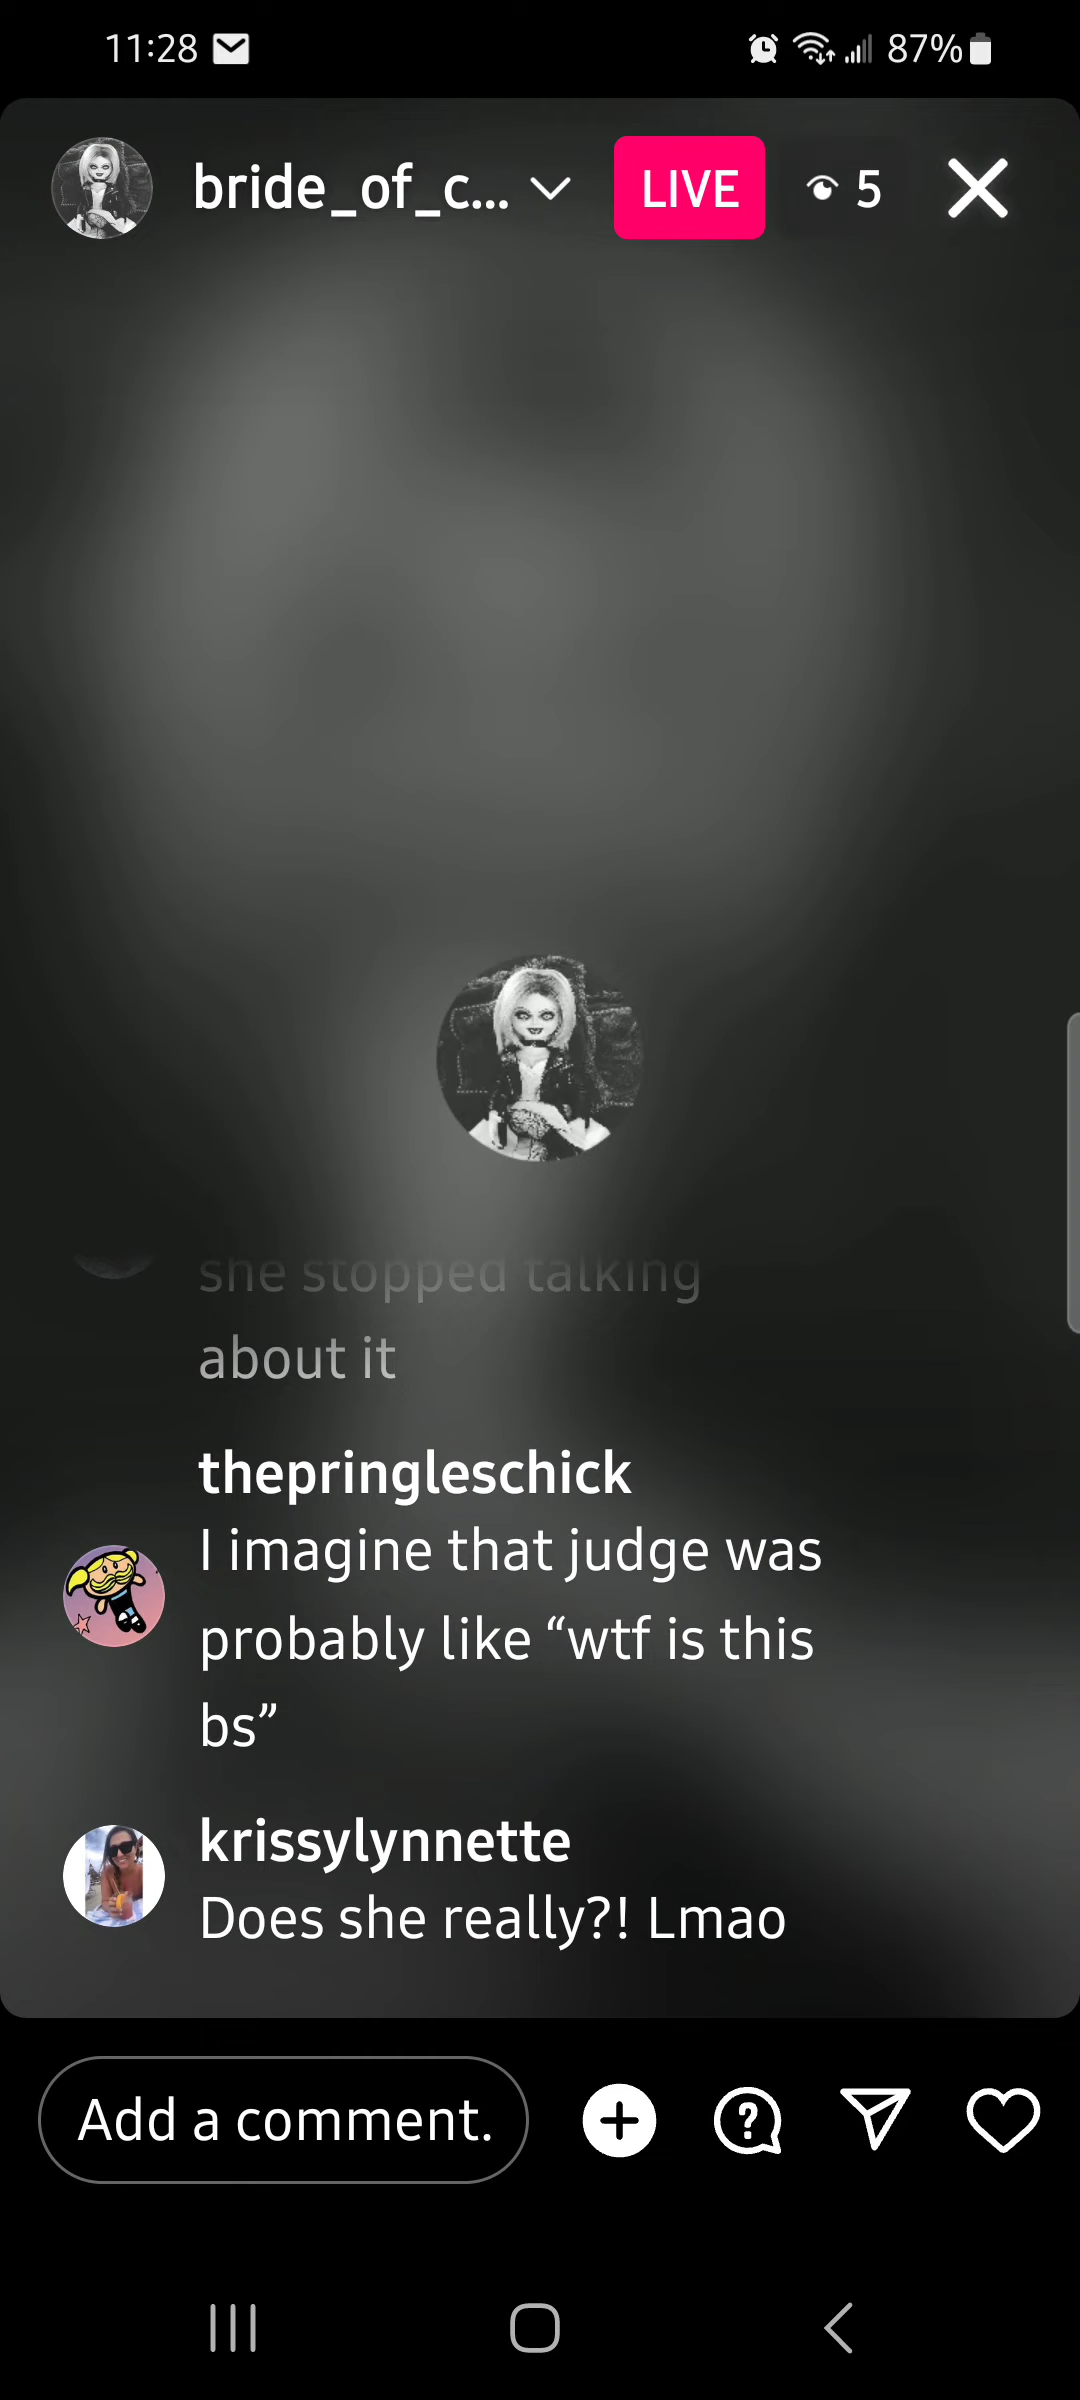 11:28
87%
bride_of_c...
LIVE
5
she stopped talking
about it
thepringleschick
I imagine that judge was
probably like “wtf is this
bs”
krissylynnette
Does she really?! Lmao
Add a comment.